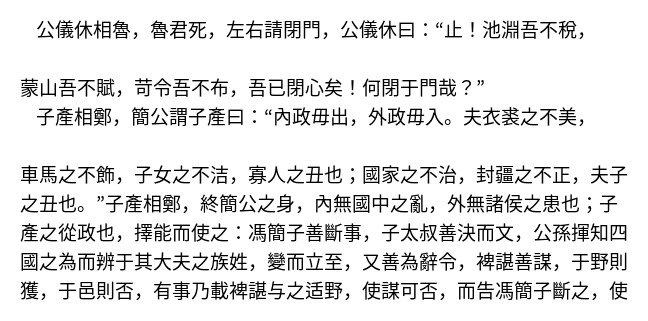 公儀休相魯，魯君死，左右請閉門，公儀休曰：“止！池淵吾不稅，
蒙山吾不賦，苛令吾不布，吾已閉心矣！何閉于門哉？”
子產相鄭，簡公謂子產曰：“內政毋出，外政毋入。夫衣裘之不美，
車馬之不飾，子女之不洁，寡人之丑也；國家之不治，封疆之不正，夫子
之丑也。”子產相鄭，終簡公之身，內無國中之亂，外無諸侯之患也；子
產之從政也，擇能而使之：馮簡子善斷事，子太叔善決而文，公孫揮知四
國之為而辨于其大夫之族姓，變而立至，又善為辭令，裨諶善謀，于野則
獲，于邑則否，有事乃載裨諶与之适野，使謀可否，而告馮簡子斷之，使